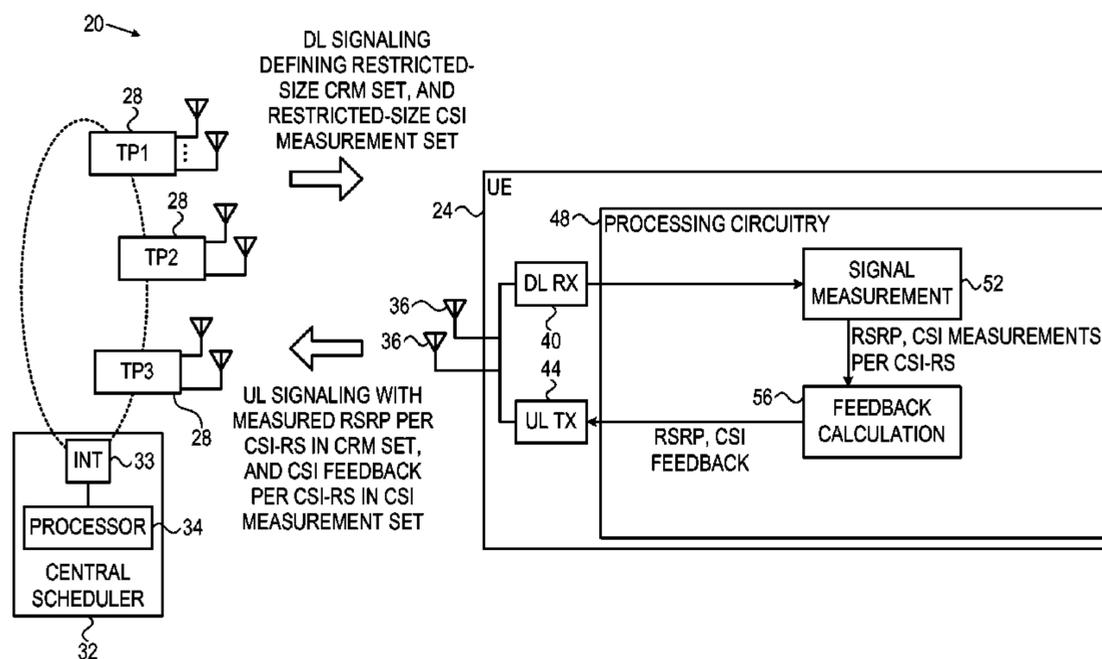 20
DL SIGNALING
DEFINING RESTRICTED-
SIZE CRM SET, AND
RESTRICTED-SIZE CSI
MEASUREMENT SET
28
TP1
28
TP2
TP3
28
INT
33
PROCESSOR
34
CENTRAL
SCHEDULER
32
UL SIGNALING WITH
MEASURED RSRP PER
CSI-RS IN CRM SET,
AND CSI FEEDBACK
PER CSI-RS IN CSI
MEASUREMENT SET
36
36
UE
24
48
PROCESSING CIRCUITRY
DL RX
40
44
UL TX
SIGNAL
MEASUREMENT
52
RSRP, CSI MEASUREMENTS
PER CSI-RS
56
FEEDBACK
CALCULATION
RSRP, CSI
FEEDBACK